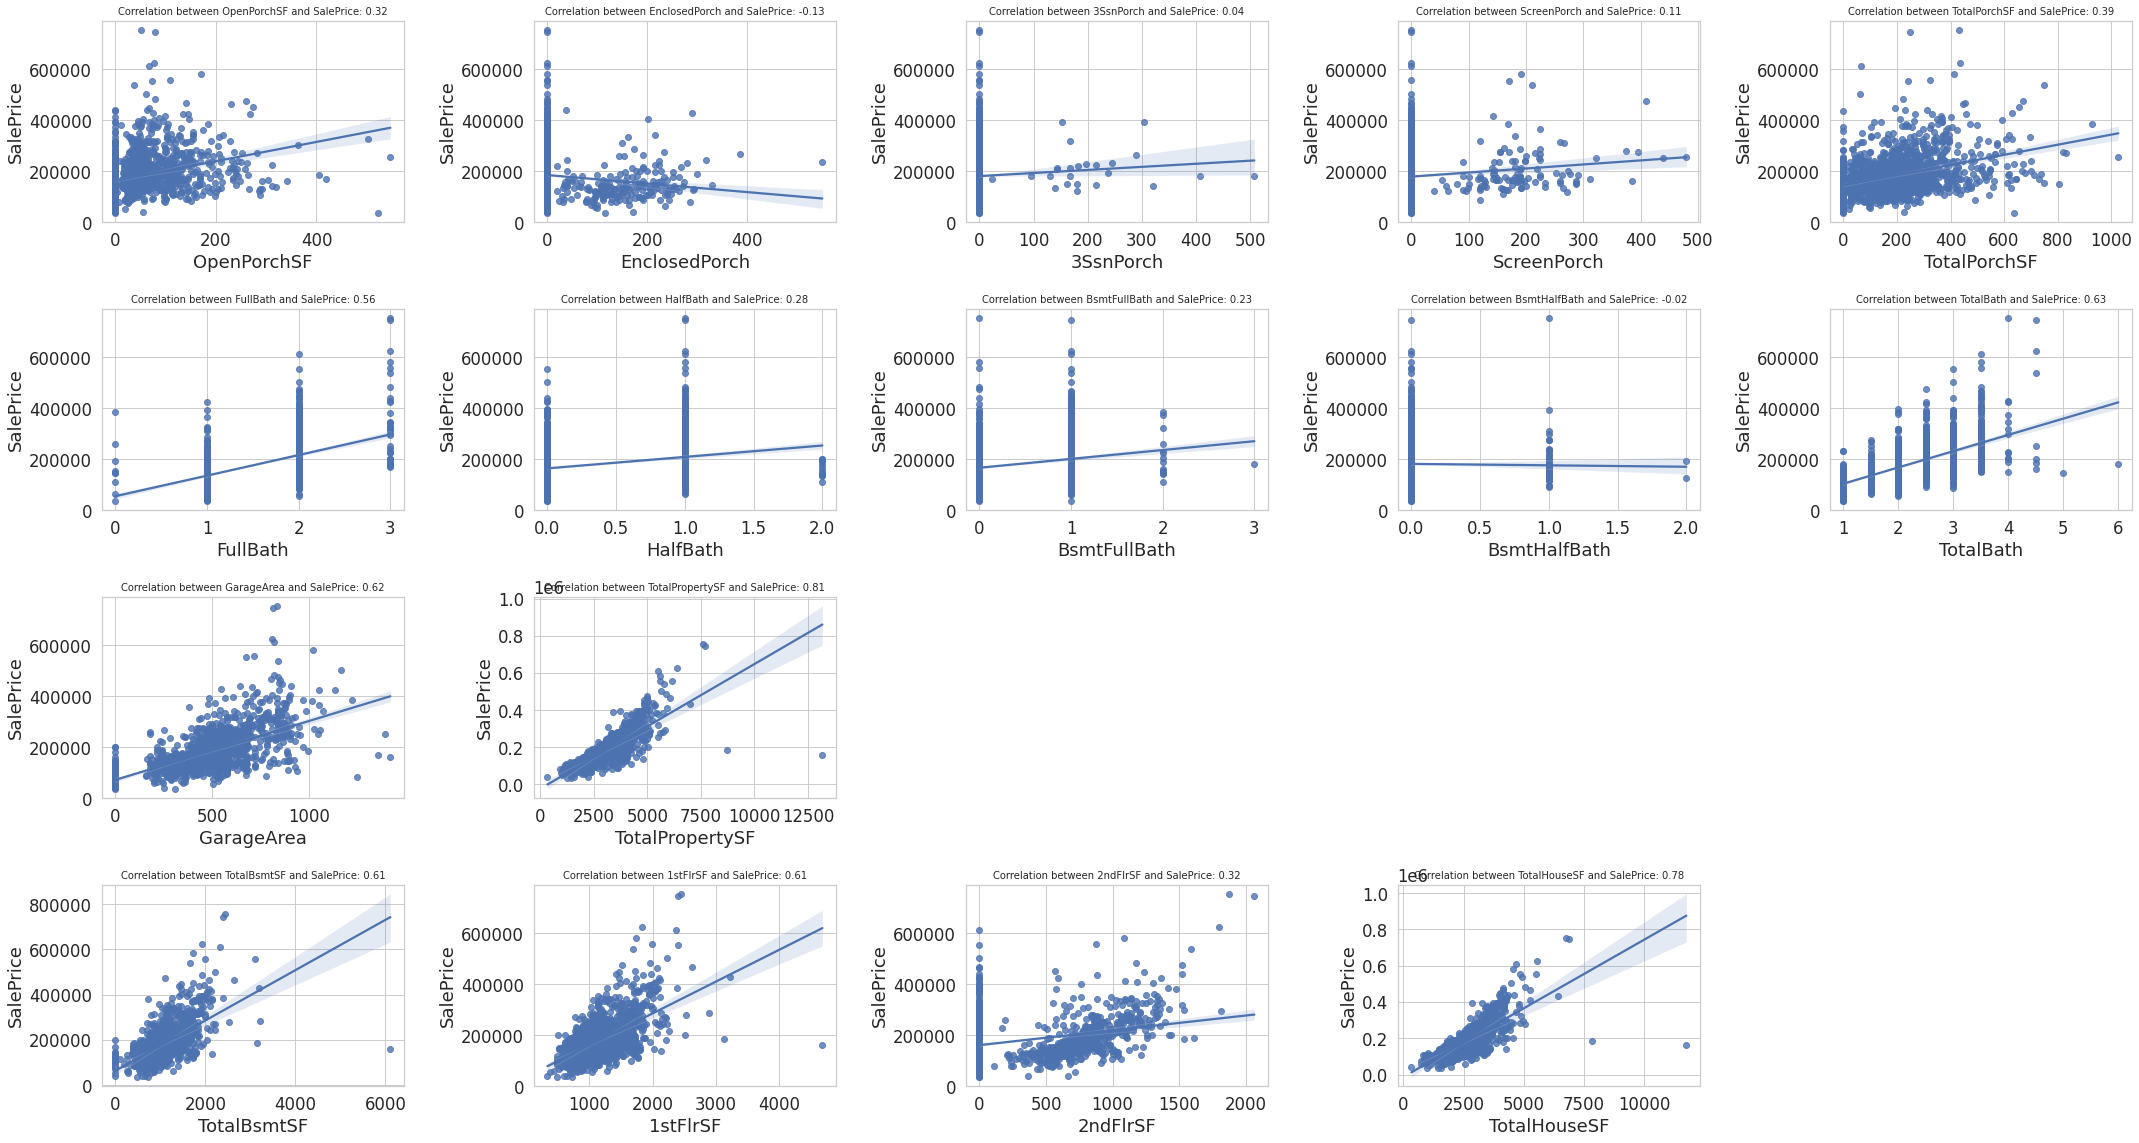 Correlation between OpenPorchSF and SalePrice: 0.32
SalePrice
600000
400000
200000
0
0 200 400
OpenPorchSF
Correlation between EnclosedPorch and SalePrice: -0.13
SalePrice
600000
400000
200000
0
0 200 400
EnclosedPorch
Correlation between 3SsnPorch and SalePrice: 0.04
SalePrice
600000
400000
200000
0
0 100 200 300 400 500
3SsnPorch
Correlation between ScreenPorch and SalePrice: 0.11
SalePrice
600000
400000
200000
0
0 100 200 300 400 500
ScreenPorch
Correlation between TotalPorchSF and SalePrice: 0.39
SalePrice
600000
400000
200000
0
0 200 400 600 800 1000
TotalPorchSF
Correlation between FullBath and SalePrice: 0.56
SalePrice
600000
400000
200000
0
0 1 2 3
FullBath
Correlation between HalfBath and SalePrice: 0.28
SalePrice
600000
400000
200000
0
0.0 0.5 1.0 1.5 2.0
HalfBath
Correlation between BsmtFullBath and SalePrice: 0.23
SalePrice
600000
400000
200000
0
0 1 2 3
BsmtFullBath
Correlation between BsmtHalfBath and SalePrice: -0.02
SalePrice
600000
400000
200000
0
0.0 0.5 1.0 1.5 2.0
BsmtHalfBath
Correlation between TotalBath and SalePrice: 0.63
SalePrice
600000
400000
200000
0
1 2 3 4 5 6
TotalBath
Correlation between GarageArea and SalePrice: 0.62
SalePrice
600000
400000
200000
0
0 500 1000
GarageArea
1e6
Correlation between TotalPropertySF and SalePrice: 0.81
SalePrice
1.0
0.8
0.6
0.4
0.2
0.0
0 2500 5000 7500 10000 12500
TotalPropertySF
Correlation between TotalBsmtSF and SalePrice: 0.61
SalePrice
800000
600000
400000
200000
0
0 2000 4000 6000
TotalBsmtSF
Correlation between 1stFlrSF and SalePrice: 0.61
SalePrice
600000
400000
200000
0
1000 2000 3000 4000
1stFlrSF
Correlation between 2ndFlrSF and SalePrice: 0.32
SalePrice
600000
400000
200000
0
0 500 1000 1500 2000
2ndFlrSF
1e6
Correlation between TotalHouseSF and SalePrice: 0.78
SalePrice
1.0
0.8
0.6
0.4
0.2
0.0
0 2500 5000 7500 10000
TotalHouseSF